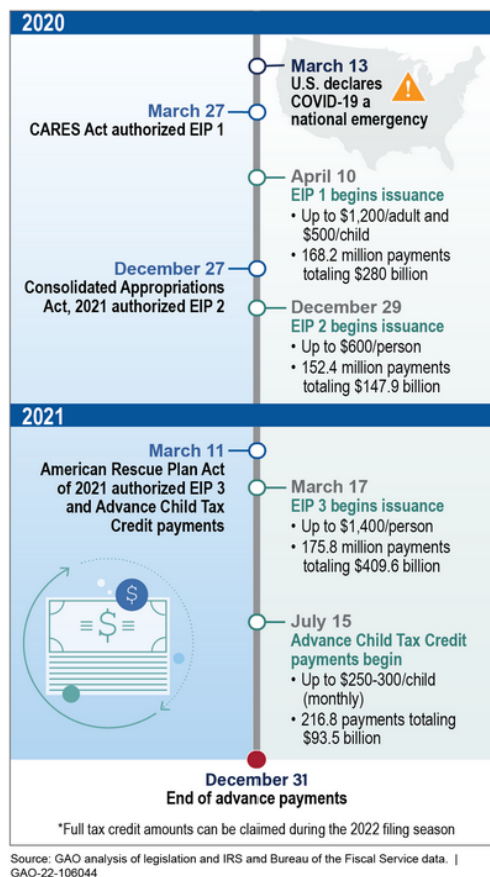 2020
March 13
U.S. declares
COVID-19 a
national emergency
March 27
CARES Act authorized EIP 1
April 10
EIP 1 begins issuance
• Up to $1,200/adult and
$500/child
• 168.2 million payments
totaling $280 billion
December 27
Consolidated Appropriations
Act, 2021 authorized EIP 2
December 29
EIP 2 begins issuance
• Up to $600/person
• 152.4 million payments
totaling $147.9 billion
2021
March 11
American Rescue Plan Act
of 2021 authorized EIP 3
and Advance Child Tax
Credit payments
March 17
EIP 3 begins issuance
• Up to $1,400/person
• 175.8 million payments
totaling $409.6 billion
$
=$=
July 15
Advance Child Tax Credit
payments begin
• Up to $250-300/child
(monthly)
• 216.8 payments totaling
$93.5 billion
December 31
End of advance payments
*Full tax credit amounts can be claimed during the 2022 filing season
Source: GAO analysis of legislation and IRS and Bureau of the Fiscal Service data. |
GAO-22-106044